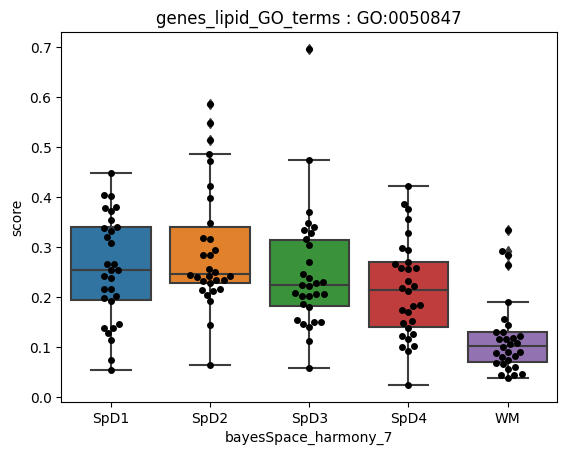 genes_lipid_GO_terms : GO:0050847
0.7
0.6
0.5
0.4
0.3
0.2
0.1
0.0
score
SpD1 SpD2 SpD3 SpD4 WM
bayesSpace_harmony_7